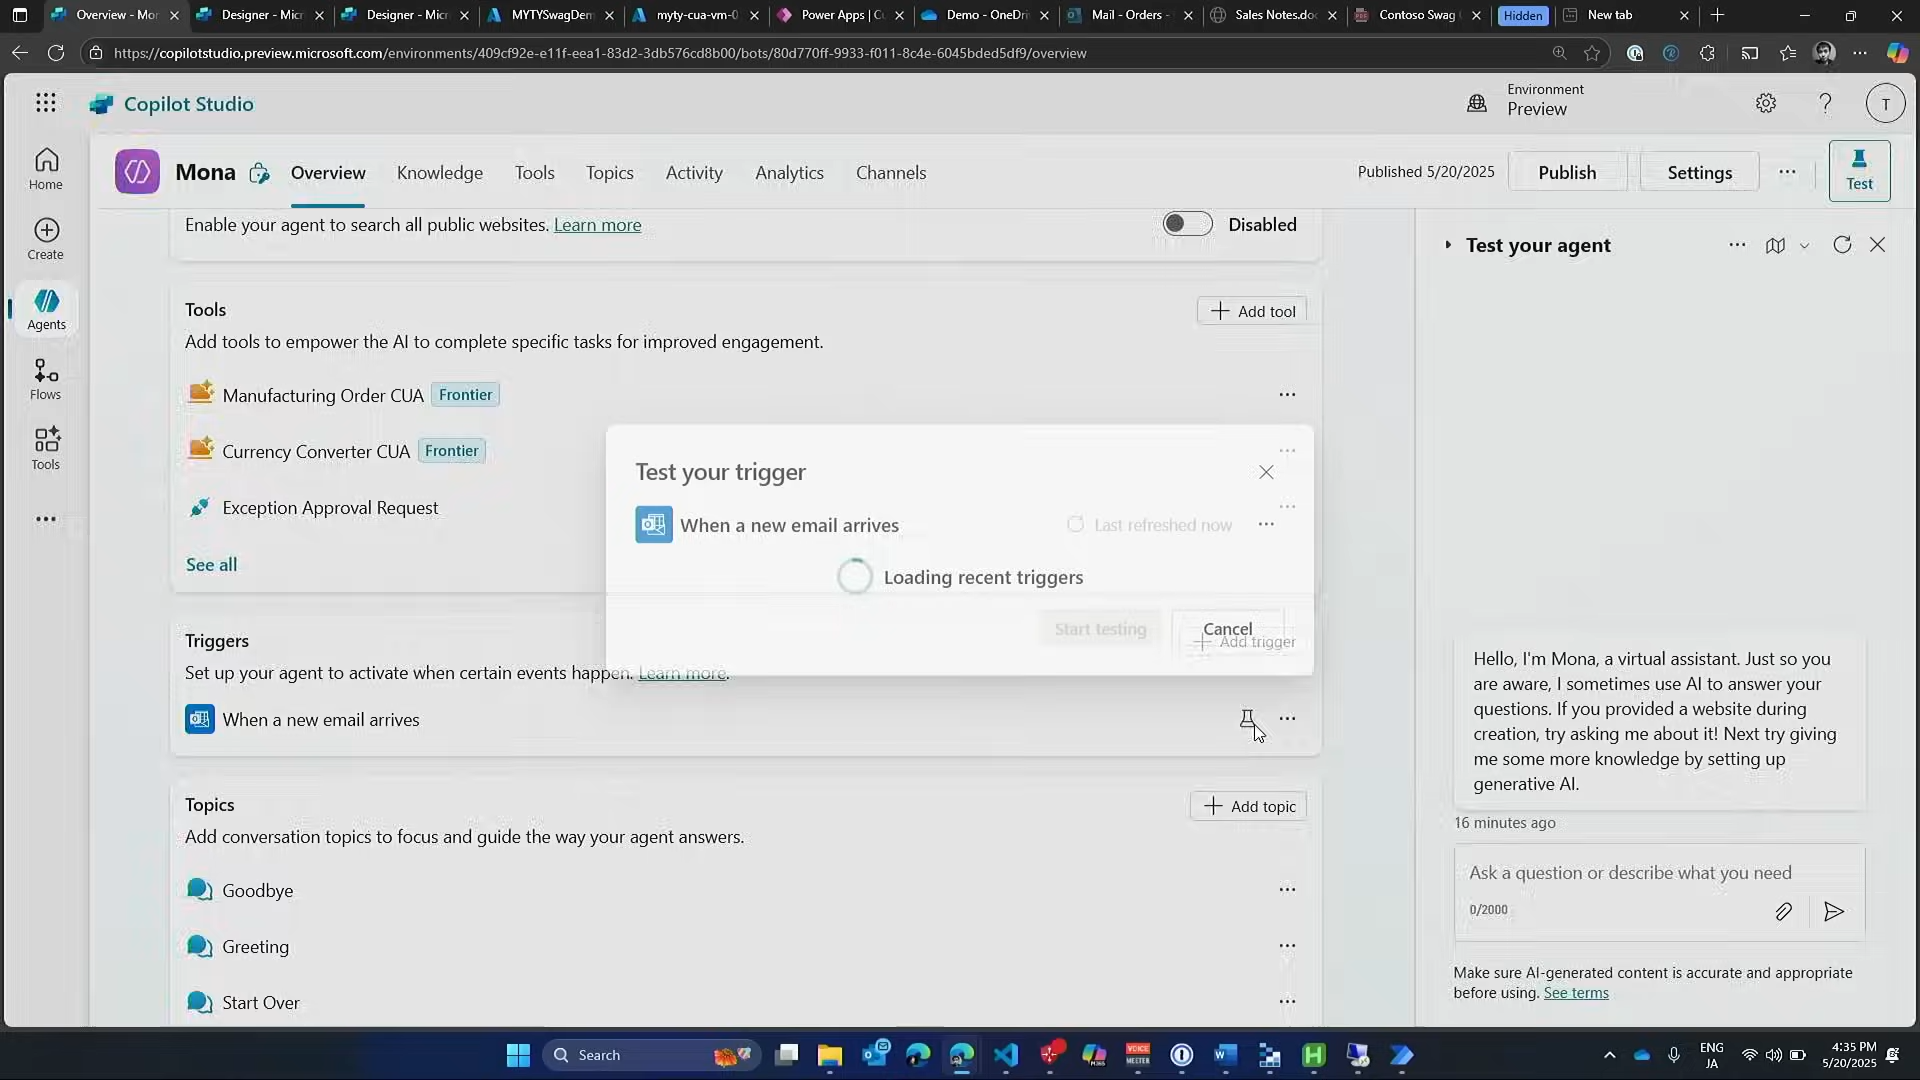 Overview - Mon
Designer - Micr
Designer - Micr
MYTYSwagDem
myty-cua-vm-0
Power Apps | Cu
Demo - OneDri
Mail - Orders -
Sales Notes.doc
Contoso Swag
Hidden
New tab
https://copilotstudio.preview.microsoft.com/environments/409cf92e-e11f-eea1-83d2-3db576cd8b00/bots/80d770ff-9933-f011-8c4e-6045bded5df9/overview
Copilot Studio
Environment
Preview
T
Home
Create
Agents
Flows
Tools
Mona
Overview
Knowledge
Tools
Topics
Activity
Analytics
Channels
Published 5/20/2025
Publish
Settings
Test
Enable your agent to search all public websites. Learn more
Disabled
Tools
Add tool
Add tools to empower the AI to complete specific tasks for improved engagement.
Manufacturing Order CUA Frontier
Currency Converter CUA Frontier
Exception Approval Request
See all
Test your trigger
When a new email arrives
Last refreshed now
Loading recent triggers
Start testing
Cancel
Triggers
Add trigger
Set up your agent to activate when certain events happen. Learn more.
When a new email arrives
Topics
Add topic
Add conversation topics to focus and guide the way your agent answers.
Goodbye
Greeting
Start Over
Test your agent
Hello, I'm Mona, a virtual assistant. Just so you
are aware, I sometimes use AI to answer your
questions. If you provided a website during
creation, try asking me about it! Next try giving
me some more knowledge by setting up
generative AI.
16 minutes ago
Ask a question or describe what you need
0/2000
Make sure AI-generated content is accurate and appropriate
before using. See terms
Search
VOICE
MEETER
M365
ENG
JA
4:35 PM
5/20/2025